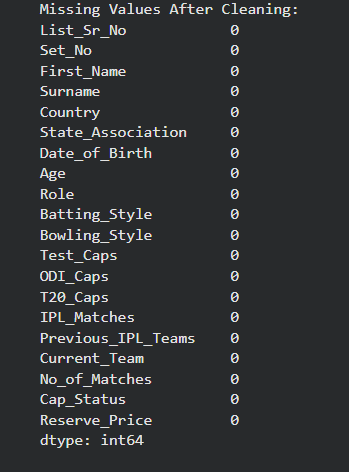 Missing Values After Cleaning:
List_Sr_No 0
Set_No 0
First_Name 0
Surname 0
Country 0
State_Association 0
Date_of_Birth 0
Age 0
Role 0
Batting_Style 0
Bowling_Style 0
Test_Caps 0
ODI_Caps 0
T20_Caps 0
IPL_Matches 0
Previous_IPL_Teams 0
Current_Team 0
No_of_Matches 0
Cap_Status 0
Reserve_Price 0
dtype: int64